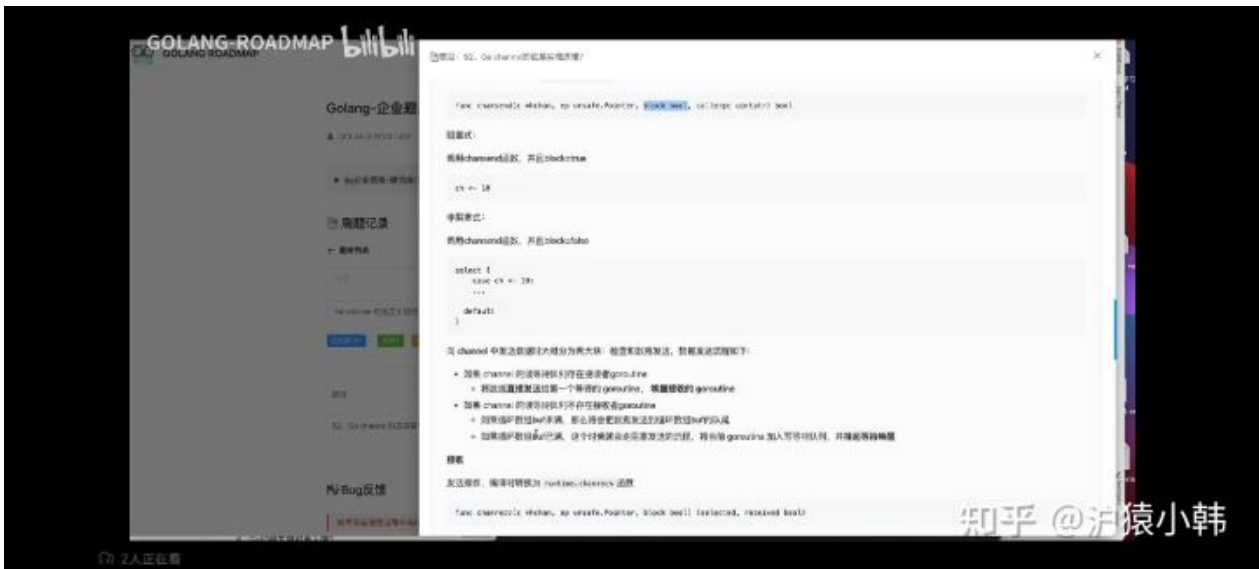 GOLANG-ROADMAP bilibili
GOLANG-ROADMAP
题目: 52. Go channel的底层实现原理?
Golang-企业题
func chansend(c *hchan, ep unsafe.Pointer, block bool, callerpc uintptr) bool
阻塞式:
调用chansend函数,并且block=true
ch <- 10
非阻塞式:
调用chansend函数,并且block=false
刷题记录
select {
case ch <- 10:
...
default:
}
向 channel 中发送数据时大概分为两大块:检查和数据发送,数据发送流程如下:
如果 channel 的读等待队列存在接收者goroutine
将数据直接发送给第一个等待的 goroutine, 唤醒接收的 goroutine
如果 channel 的读等待队列不存在接收者goroutine
如果循环数组buf未满,那么将会把数据发送到循环数组buf的队尾
如果循环数组buf已满,这个时候就会走阻塞发送的流程,将当前 goroutine 加入写等待队列,并挂起等待唤醒
接收
发送操作,编译时转换为 runtime.chanrecv 函数
func chanrecv(c *hchan, ep unsafe.Pointer, block bool) (selected, received bool)
Bug反馈
知乎 @泊猿小韩
2人正在看